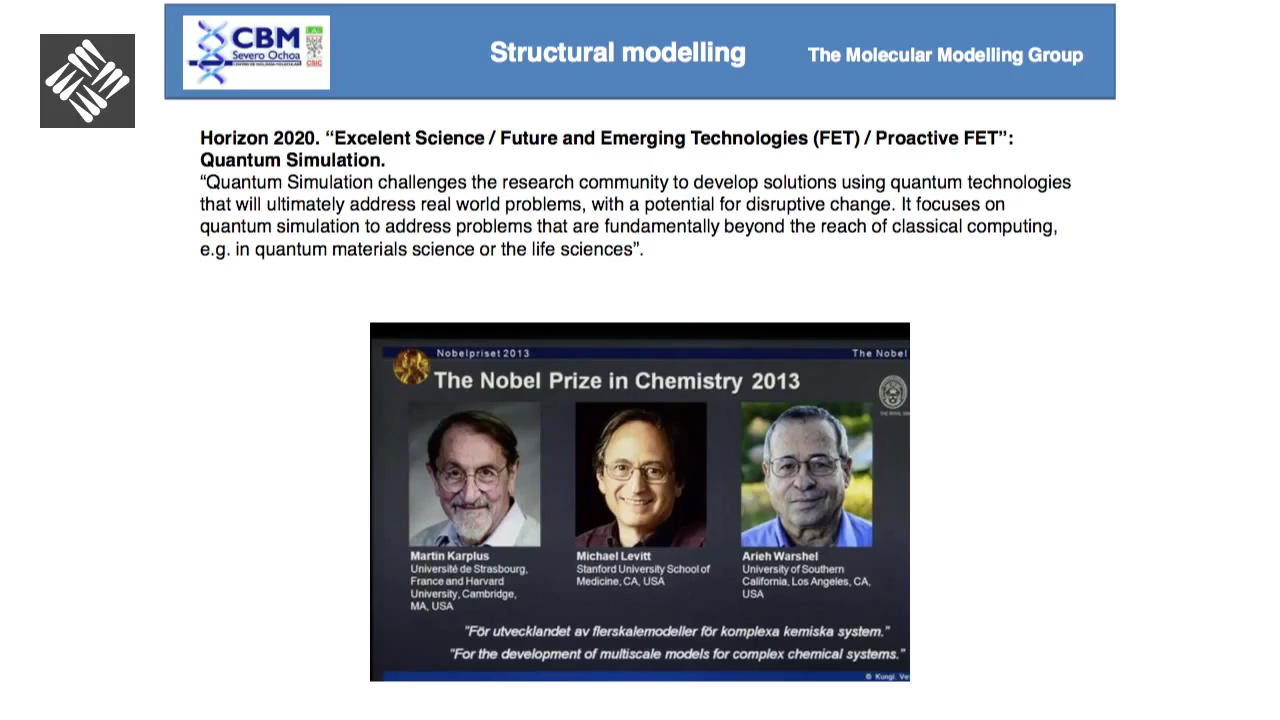 CBM
Severo Ochoa
CSIC
Structural modelling
The Molecular Modelling Group
Horizon 2020. “Excelent Science / Future and Emerging Technologies (FET) / Proactive FET”:
Quantum Simulation.
“Quantum Simulation challenges the research community to develop solutions using quantum technologies
that will ultimately address real world problems, with a potential for disruptive change. It focuses on
quantum simulation to address problems that are fundamentally beyond the reach of classical computing,
e.g. in quantum materials science or the life sciences”.
Nobelpriset 2013
The Nobel
The Nobel Prize in Chemistry 2013
Martin Karplus
Université de Strasbourg,
France and Harvard
University, Cambridge,
MA, USA
Michael Levitt
Stanford University School of
Medicine, CA, USA
Arieh Warshel
University of Southern
California, Los Angeles, CA,
USA
"För utvecklandet av flerskalemodeller för komplexa kemiska system."
"For the development of multiscale models for complex chemical systems."
© Kungl. Ve